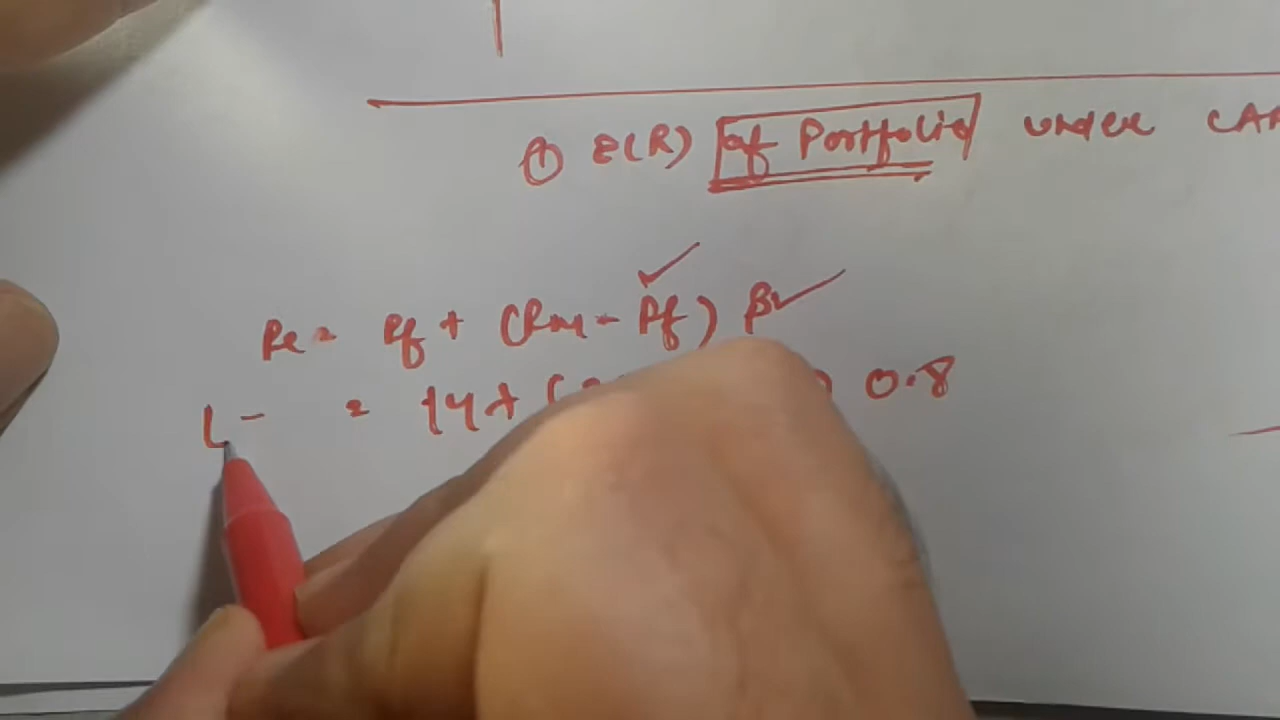 ① E(R) of Portfolio under CAP
Re = Rf + (Rm - Rf) β
L - = 14 + ( 0.8